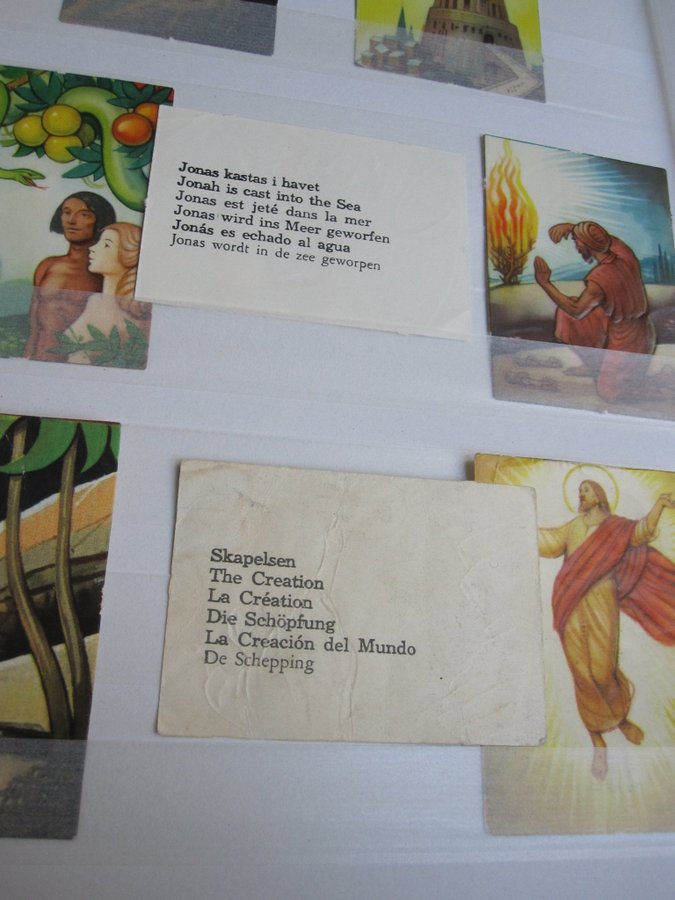 Jonas kastas i havet
Jonah is cast into the Sea
Jonas est jeté dans la mer
Jonas wird ins Meer geworfen
Jonás es echado al agua
Jonas wordt in de zee geworpen
Skapelsen
The Creation
La Création
Die Schöpfung
La Creación del Mundo
De Schepping